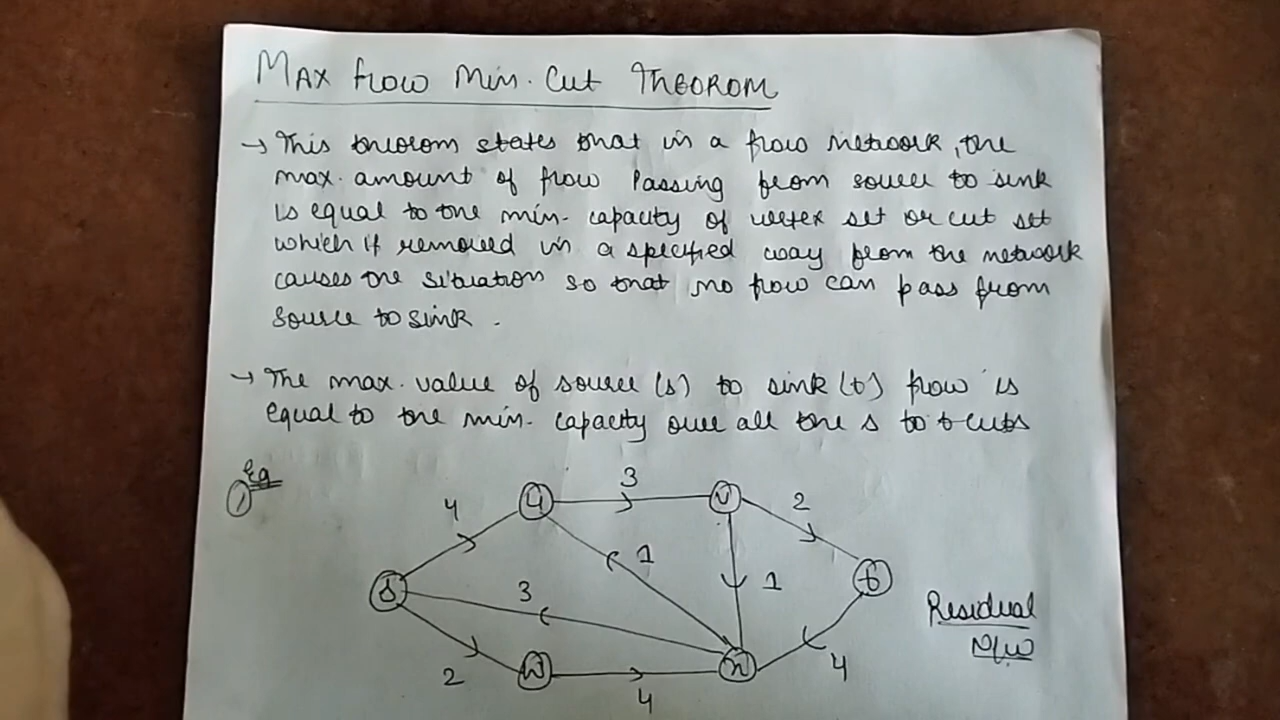 MAX flow Min. Cut THEOROM
→ This theorom states that in a flow network, the
max. amount of flow Passing from source to sink
is equal to the min. capacity of vertex set or cut set
which if removed in a specified way from the network
causes the situation so that no flow can pass from
source to sink.
→ The max. value of source (s) to sink (t) flow is
equal to the min. capacity over all the s to t cuts
Eg
1)
u 3 v
4 2
1
1
s 3 t
Residual
N/w
2 w 4 x 4